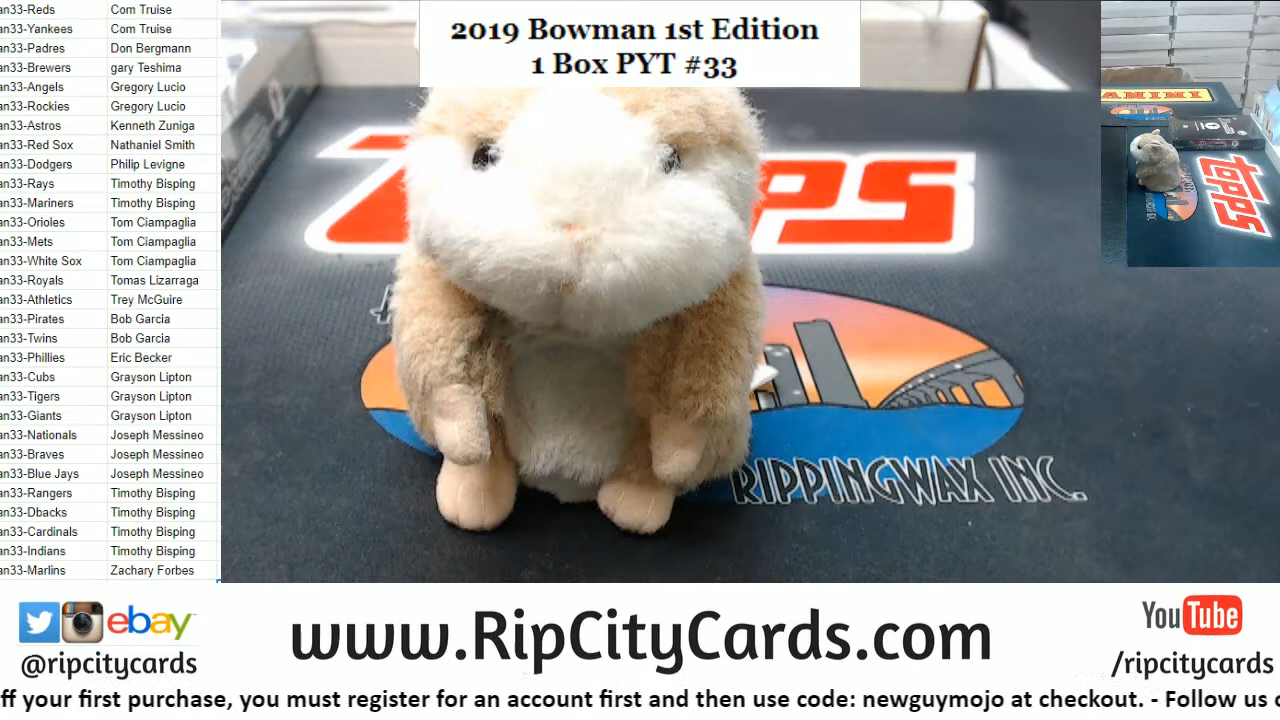 2019 Bowman 1st Edition
1 Box PYT #33
an33-Reds Com Truise
an33-Yankees Com Truise
an33-Padres Don Bergmann
an33-Brewers gary Teshima
an33-Angels Gregory Lucio
an33-Rockies Gregory Lucio
an33-Astros Kenneth Zuniga
an33-Red Sox Nathaniel Smith
an33-Dodgers Philip Levigne
an33-Rays Timothy Bisping
an33-Mariners Timothy Bisping
an33-Orioles Tom Ciampaglia
an33-Mets Tom Ciampaglia
an33-White Sox Tom Ciampaglia
an33-Royals Tomas Lizarraga
an33-Athletics Trey McGuire
an33-Pirates Bob Garcia
an33-Twins Bob Garcia
an33-Phillies Eric Becker
an33-Cubs Grayson Lipton
an33-Tigers Grayson Lipton
an33-Giants Grayson Lipton
an33-Nationals Joseph Messineo
an33-Braves Joseph Messineo
an33-Blue Jays Joseph Messineo
an33-Rangers Timothy Bisping
an33-Dbacks Timothy Bisping
an33-Cardinals Timothy Bisping
an33-Indians Timothy Bisping
an33-Marlins Zachary Forbes
PPS
RIPPINGWAX INC.
PANINI
TOPPS
ebay
@ripcitycards
www.RipCityCards.com
YouTube
/ripcitycards
ff your first purchase, you must register for an account first and then use code: newguymojo at checkout. - Follow us o